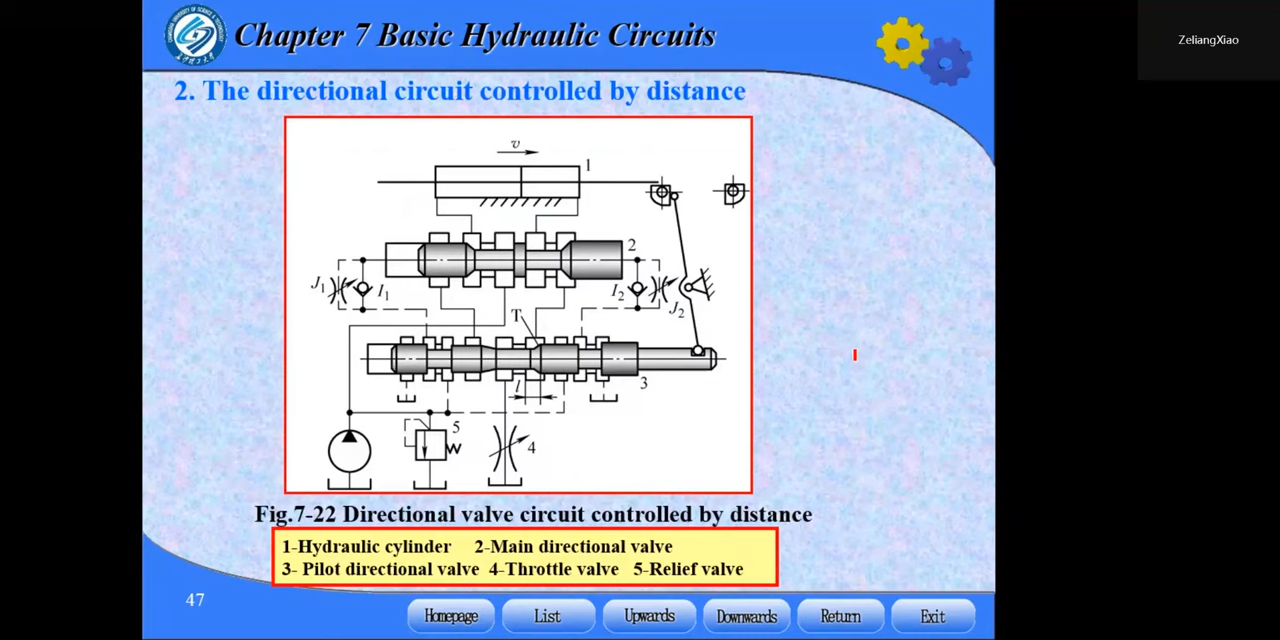 Chapter 7 Basic Hydraulic Circuits
ZeliangXiao
2. The directional circuit controlled by distance
v
1
2
J1
I1
I2
J2
T
3
l
5
4
Fig.7-22 Directional valve circuit controlled by distance
1-Hydraulic cylinder 2-Main directional valve
3- Pilot directional valve 4-Throttle valve 5-Relief valve
47
Homepage List Upwards Downwards Return Exit